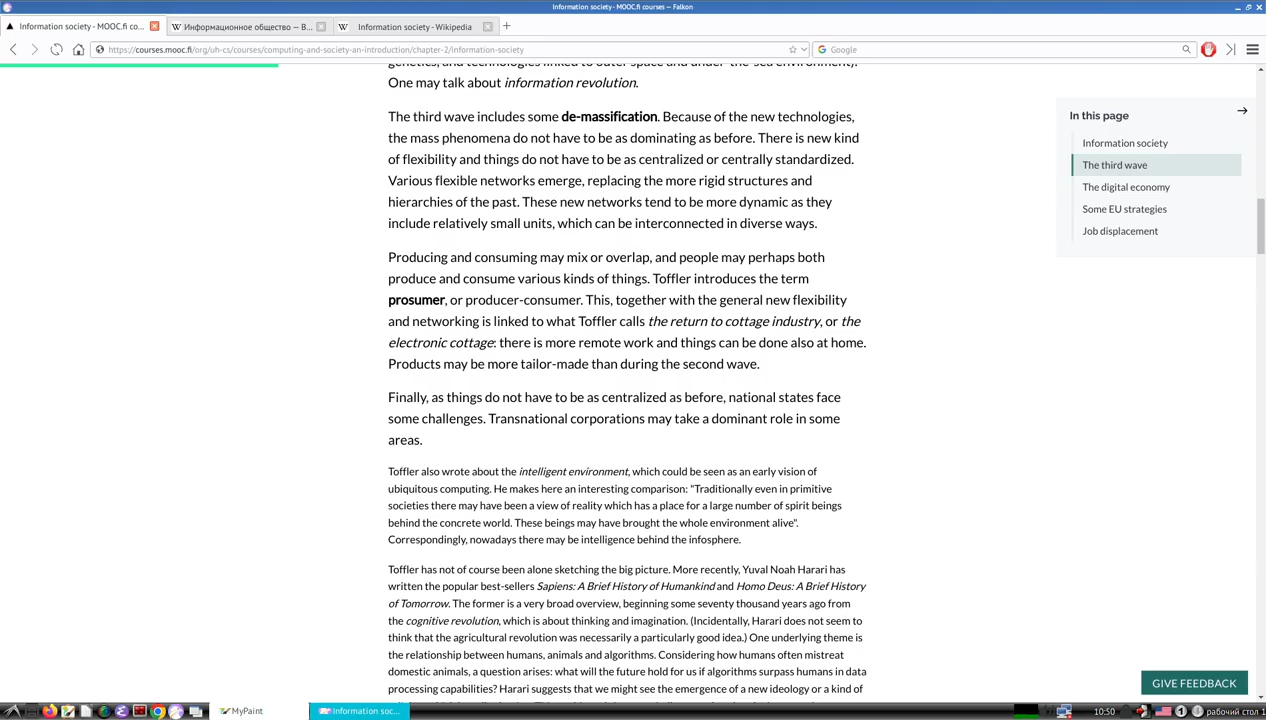 Information society - MOOC.fi courses — Falkon
Information society - MOOC.fi co...
Информационное общество — В...
Information society - Wikipedia
https://courses.mooc.fi/org/uh-cs/courses/computing-and-society-an-introduction/chapter-2/information-society
Google
genetics, and technologies linked to outer space and under-the-sea environment).
One may talk about information revolution.
The third wave includes some de-massification. Because of the new technologies,
the mass phenomena do not have to be as dominating as before. There is new kind
of flexibility and things do not have to be as centralized or centrally standardized.
Various flexible networks emerge, replacing the more rigid structures and
hierarchies of the past. These new networks tend to be more dynamic as they
include relatively small units, which can be interconnected in diverse ways.
Producing and consuming may mix or overlap, and people may perhaps both
produce and consume various kinds of things. Toffler introduces the term
prosumer, or producer-consumer. This, together with the general new flexibility
and networking is linked to what Toffler calls the return to cottage industry, or the
electronic cottage: there is more remote work and things can be done also at home.
Products may be more tailor-made than during the second wave.
Finally, as things do not have to be as centralized as before, national states face
some challenges. Transnational corporations may take a dominant role in some
areas.
Toffler also wrote about the intelligent environment, which could be seen as an early vision of
ubiquitous computing. He makes here an interesting comparison: "Traditionally even in primitive
societies there may have been a view of reality which has a place for a large number of spirit beings
behind the concrete world. These beings may have brought the whole environment alive".
Correspondingly, nowadays there may be intelligence behind the infosphere.
Toffler has not of course been alone sketching the big picture. More recently, Yuval Noah Harari has
written the popular best-sellers Sapiens: A Brief History of Humankind and Homo Deus: A Brief History
of Tomorrow. The former is a very broad overview, beginning some seventy thousand years ago from
the cognitive revolution, which is about thinking and imagination. (Incidentally, Harari does not seem to
think that the agricultural revolution was necessarily a particularly good idea.) One underlying theme is
the relationship between humans, animals and algorithms. Considering how humans often mistreat
domestic animals, a question arises: what will the future hold for us if algorithms surpass humans in data
processing capabilities? Harari suggests that we might see the emergence of a new ideology or a kind of
In this page
Information society
The third wave
The digital economy
Some EU strategies
Job displacement
GIVE FEEDBACK
MyPaint
Information soc...
10:50
рабочий стол 1